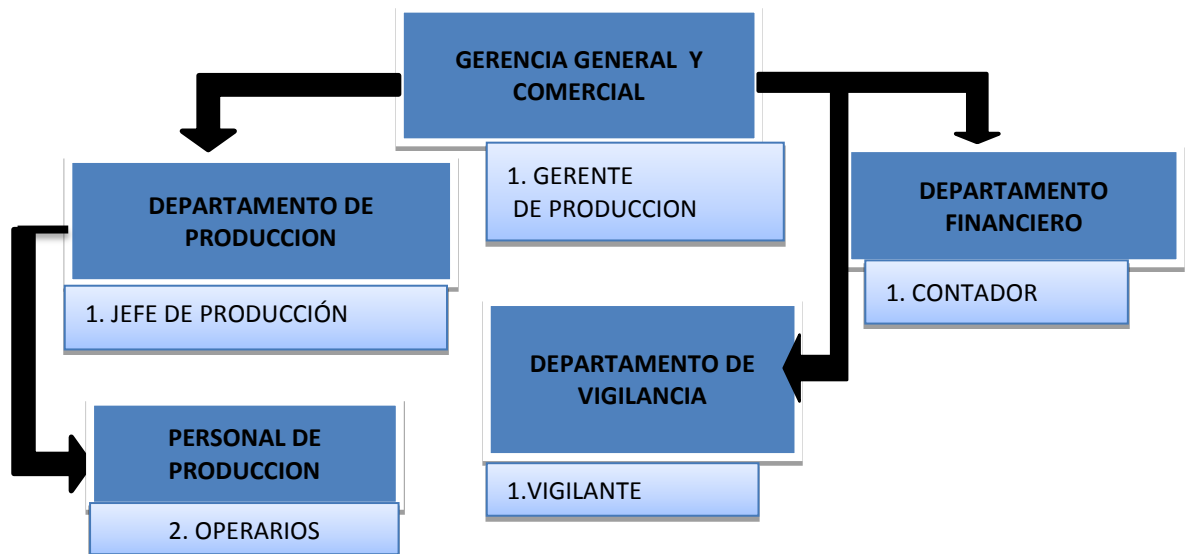 GERENCIA GENERAL Y
COMERCIAL
1. GERENTE
DE PRODUCCION
DEPARTAMENTO DE
PRODUCCION
1. JEFE DE PRODUCCIÓN
DEPARTAMENTO
FINANCIERO
1. CONTADOR
DEPARTAMENTO DE
VIGILANCIA
1.VIGILANTE
PERSONAL DE
PRODUCCION
2. OPERARIOS